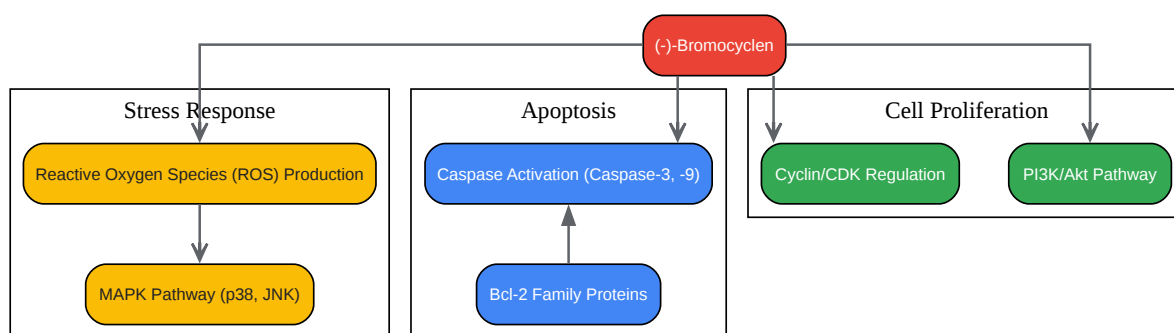 (-)-Bromocyclen
Stress Response
Apoptosis
Cell Proliferation
Reactive Oxygen Species (ROS) Production
Caspase Activation (Caspase-3, -9)
Cyclin/CDK Regulation
PI3K/Akt Pathway
MAPK Pathway (p38, JNK)
Bcl-2 Family Proteins